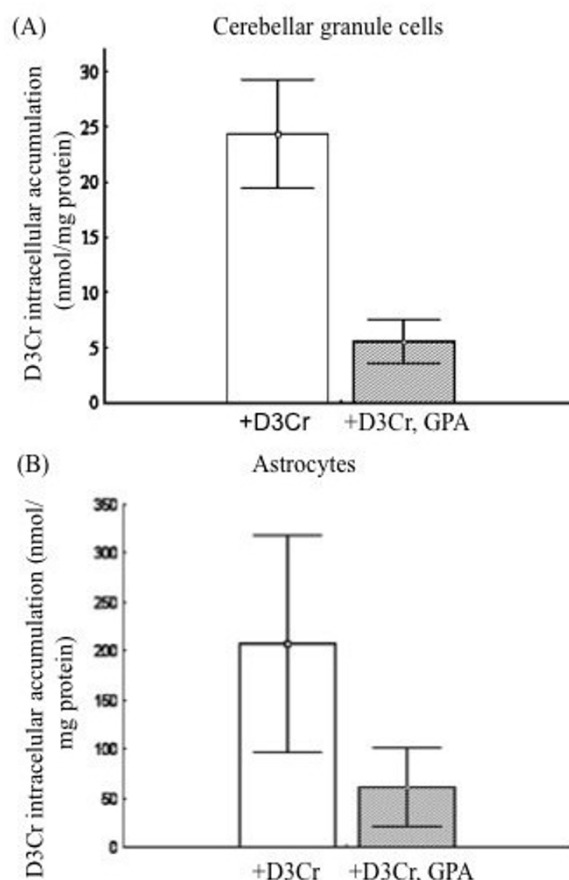 (A)
Cerebellar granule cells
D3Cr intracellular accumulation
(nmol/mg protein)
30
25
20
15
10
5
0
+D3Cr
+D3Cr, GPA
(B)
Astrocytes
D3Cr intracelular accumulation (nmol/
mg protein)
350
300
250
200
150
100
50
0
+D3Cr
+D3Cr, GPA